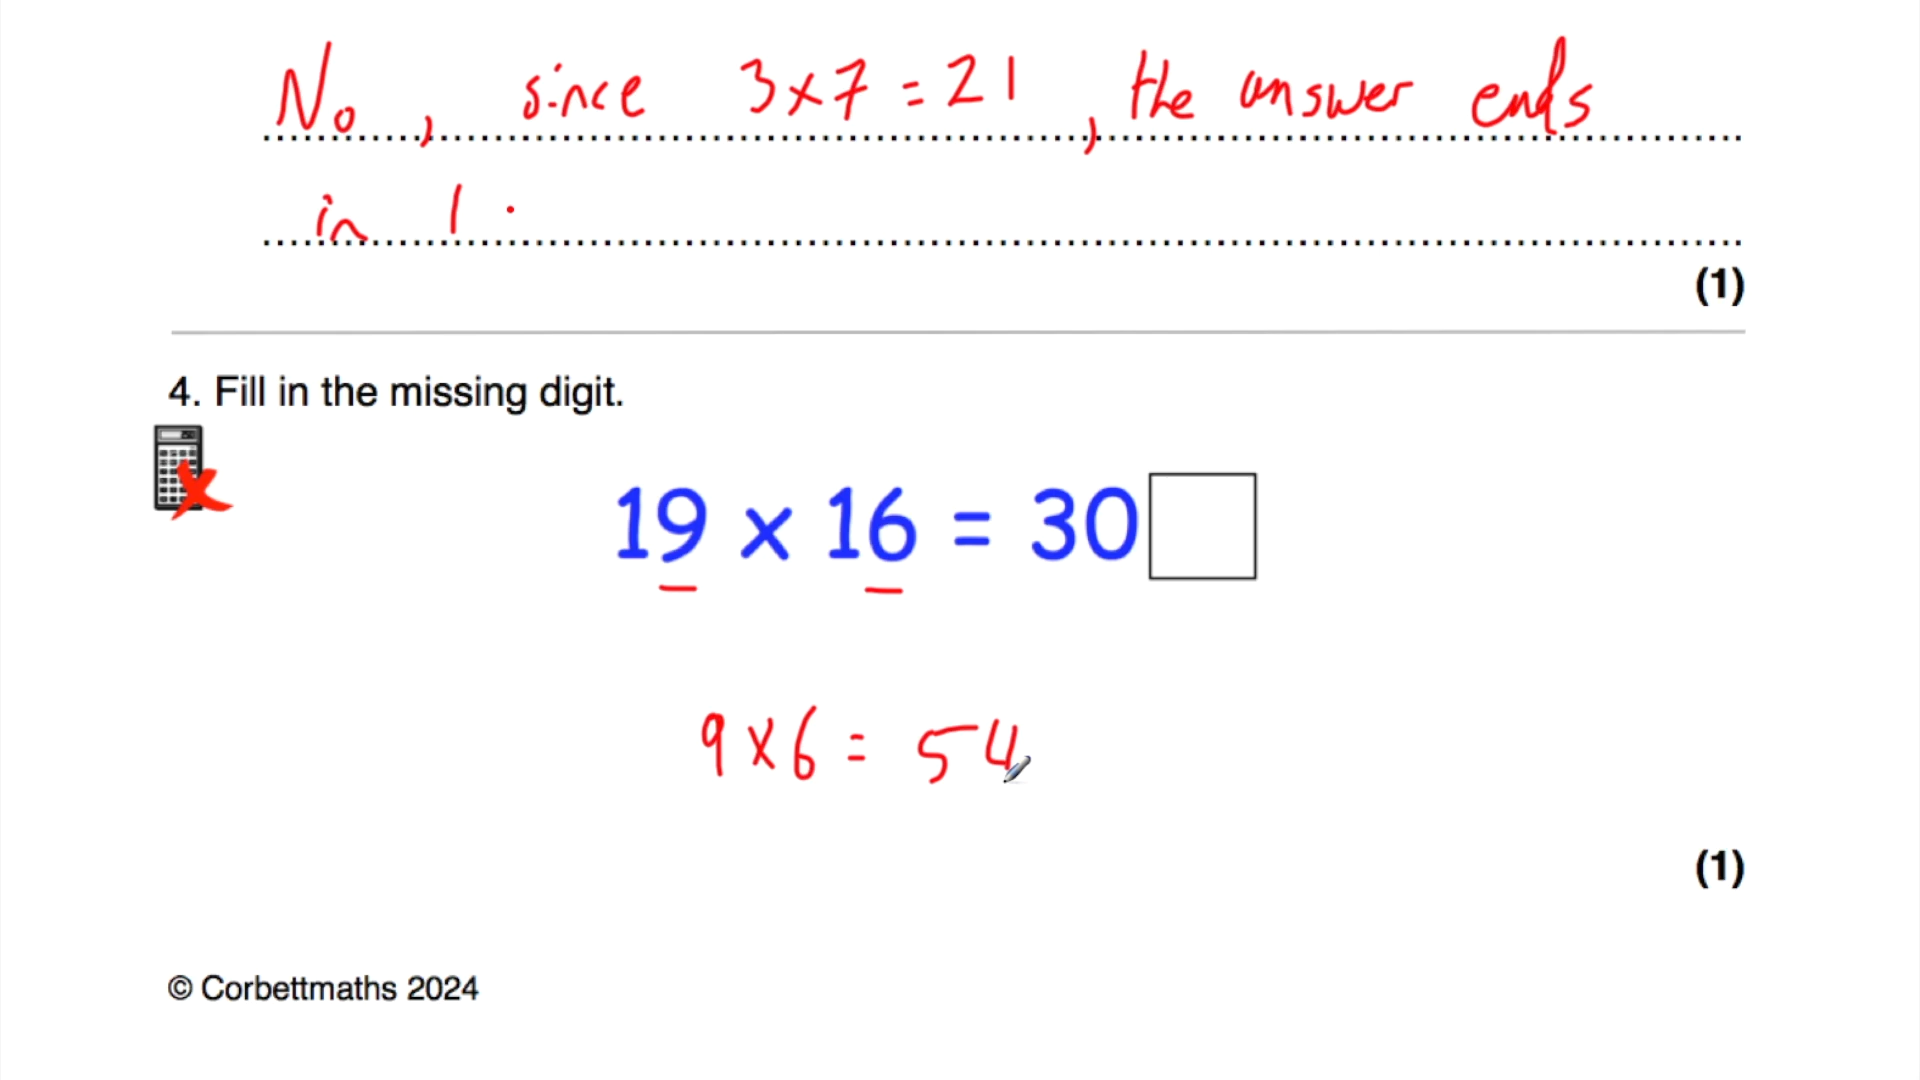 No, since 3×7=21, the answer ends
in 1.
(1)
4. Fill in the missing digit.
19 x 16 = 30
9×6=54
(1)
© Corbettmaths 2024